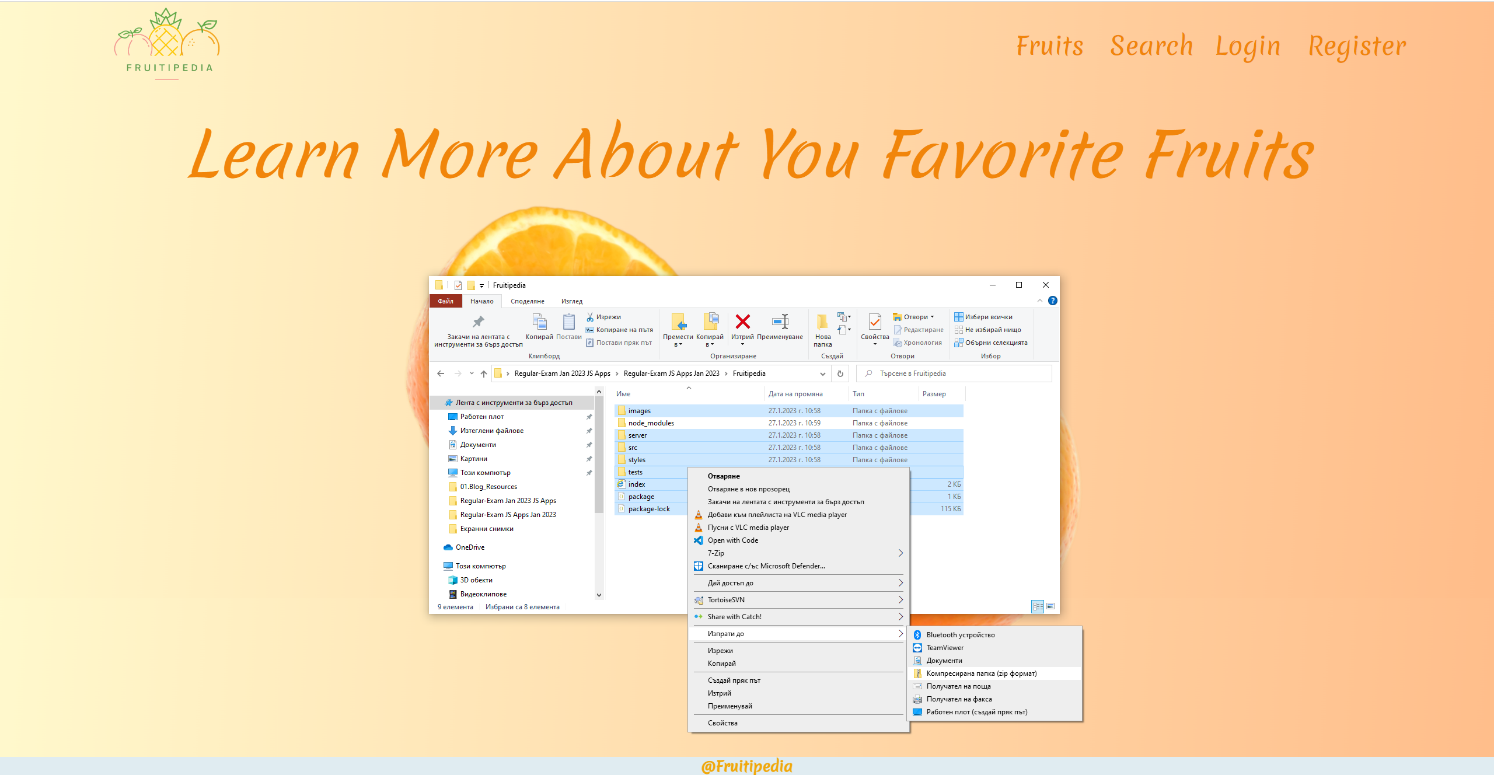 FRUITIPEDIA
Fruits Search Login Register
Learn More About You Favorite Fruits
Fruitipedia
Файл Начало Споделяне Изглед
Закачи на лентата с инструменти за бърз достъп
Копирай
Постави
Изрежи
Копиране на пътя
Постави пряк път
Клипборд
Премести в
Копирай в
Изтрий
Преименуване
Организиране
Нова папка
Създай
Свойства
Отвори
Редактиране
Хронология
Отвори
Избери всички
Не избирай нищо
Обърни селекцията
Избор
Regular-Exam Jan 2023 JS Apps Regular-Exam JS Apps Jan 2023 Fruitipedia
Търсене в Fruitipedia
Лента с инструменти за бърз достъп
Работен плот
Изтеглени файлове
Документи
Картини
Този компютър
01.Blog_Resources
Regular-Exam Jan 2023 JS Apps
Regular-Exam JS Apps Jan 2023
Екранни снимки
OneDrive
Този компютър
3D обекти
Видеоклипове
Име Дата на промяна Тип Размер
images 27.1.2023 г. 10:58 Папка с файлове
node_modules 27.1.2023 г. 10:59 Папка с файлове
server 27.1.2023 г. 10:58 Папка с файлове
src 27.1.2023 г. 10:58 Папка с файлове
styles 27.1.2023 г. 10:58 Папка с файлове
tests
index 2 КБ
package 1 КБ
package-lock 115 КБ
9 елемента Избрани са 8 елемента
Отваряне
Отваряне в нов прозорец
Закачи на лентата с инструменти за бърз достъп
Добави към плейлиста на VLC media player
Пусни с VLC media player
Open with Code
7-Zip
Сканиране с/ъс Microsoft Defender...
Дай достъп до
TortoiseSVN
Share with Catch!
Изпрати до
Изрежи
Копирай
Създай пряк път
Изтрий
Преименувай
Свойства
Bluetooth устройство
TeamViewer
Документи
Компресирана папка (zip формат)
Получател на поща
Получател на факса
Работен плот (създай пряк път)
@Fruitipedia